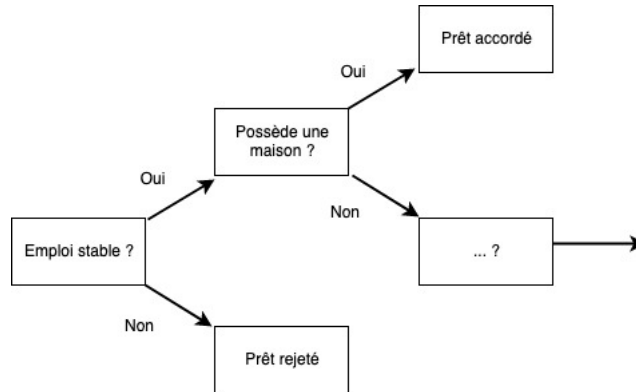 Prêt accordé
Oui
Possède une
maison ?
Oui
Non
Emploi stable ?
... ?
Non
Prêt rejeté